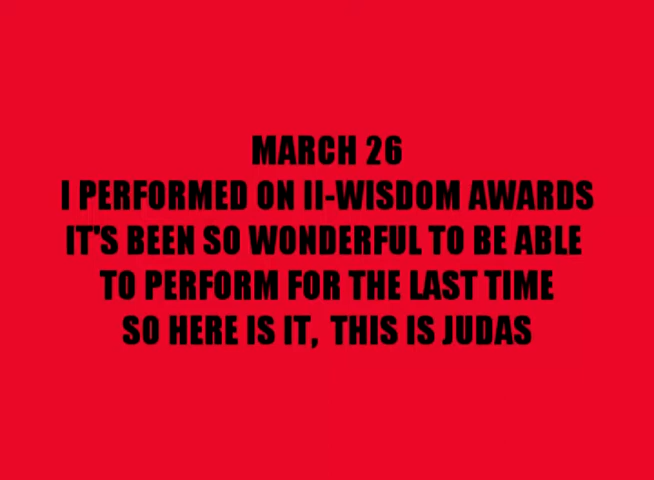 MARCH 26
I PERFORMED ON II-WISDOM AWARDS
IT'S BEEN SO WONDERFUL TO BE ABLE
TO PERFORM FOR THE LAST TIME
SO HERE IS IT, THIS IS JUDAS